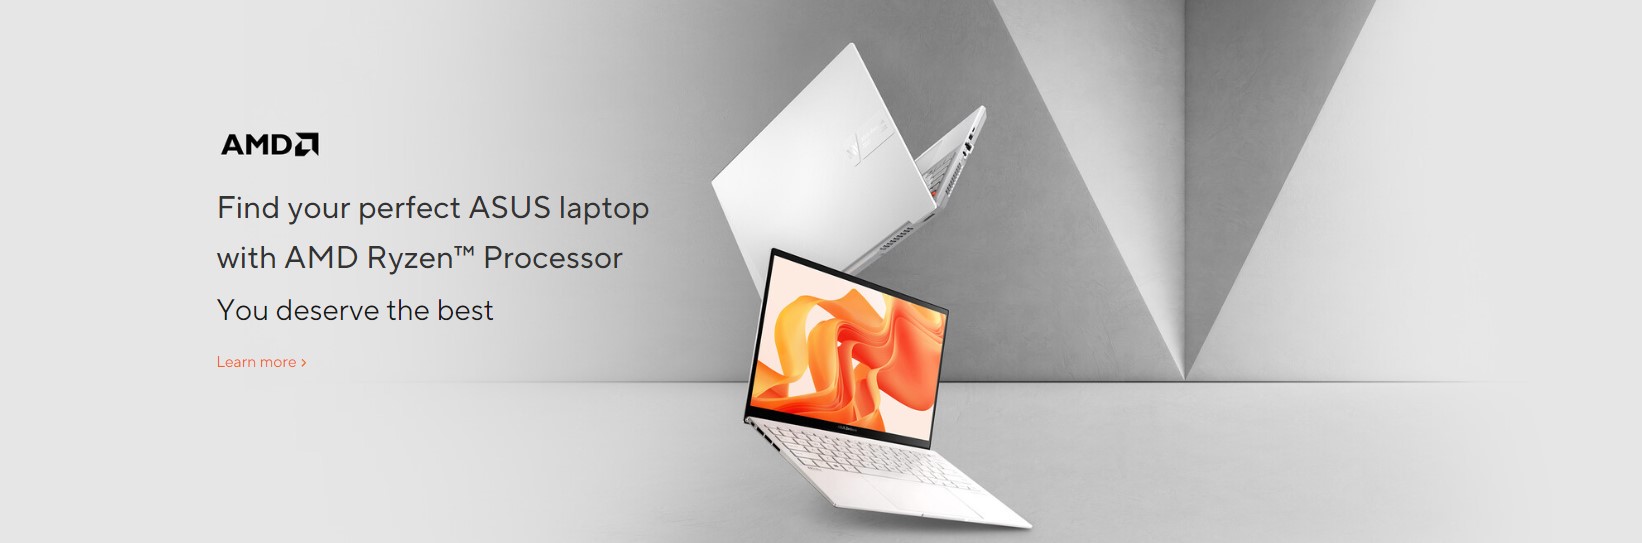 AMD
Find your perfect ASUS laptop
with AMD Ryzen™ Processor
You deserve the best
Learn more ›